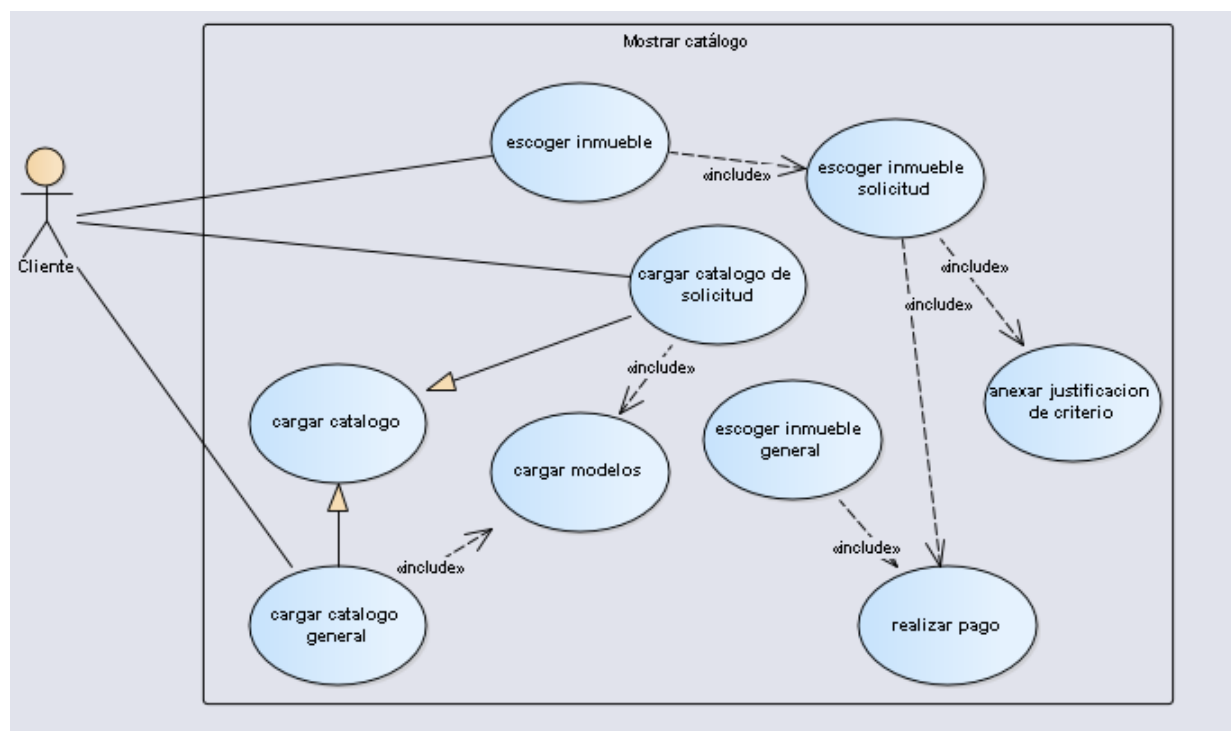 Mostrar catálogo
escoger inmueble
«include»
escoger inmueble
solicitud
Cliente
cargar catalogo de
solicitud
«include»
«include»
«include»
anexar justificacion
de criterio
cargar catalogo
escoger inmueble
general
cargar modelos
«include»
«include»
cargar catalogo
general
realizar pago